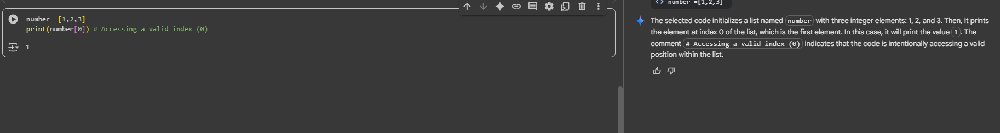 number =[1,2,3]
print(number[0]) # Accessing a valid index (0)
1
<> number =[1,2,3]
The selected code initializes a list named number with three integer elements: 1, 2, and 3. Then, it prints
the element at index 0 of the list, which is the first element. In this case, it will print the value 1. The
comment # Accessing a valid index (0) indicates that the code is intentionally accessing a valid
position within the list.